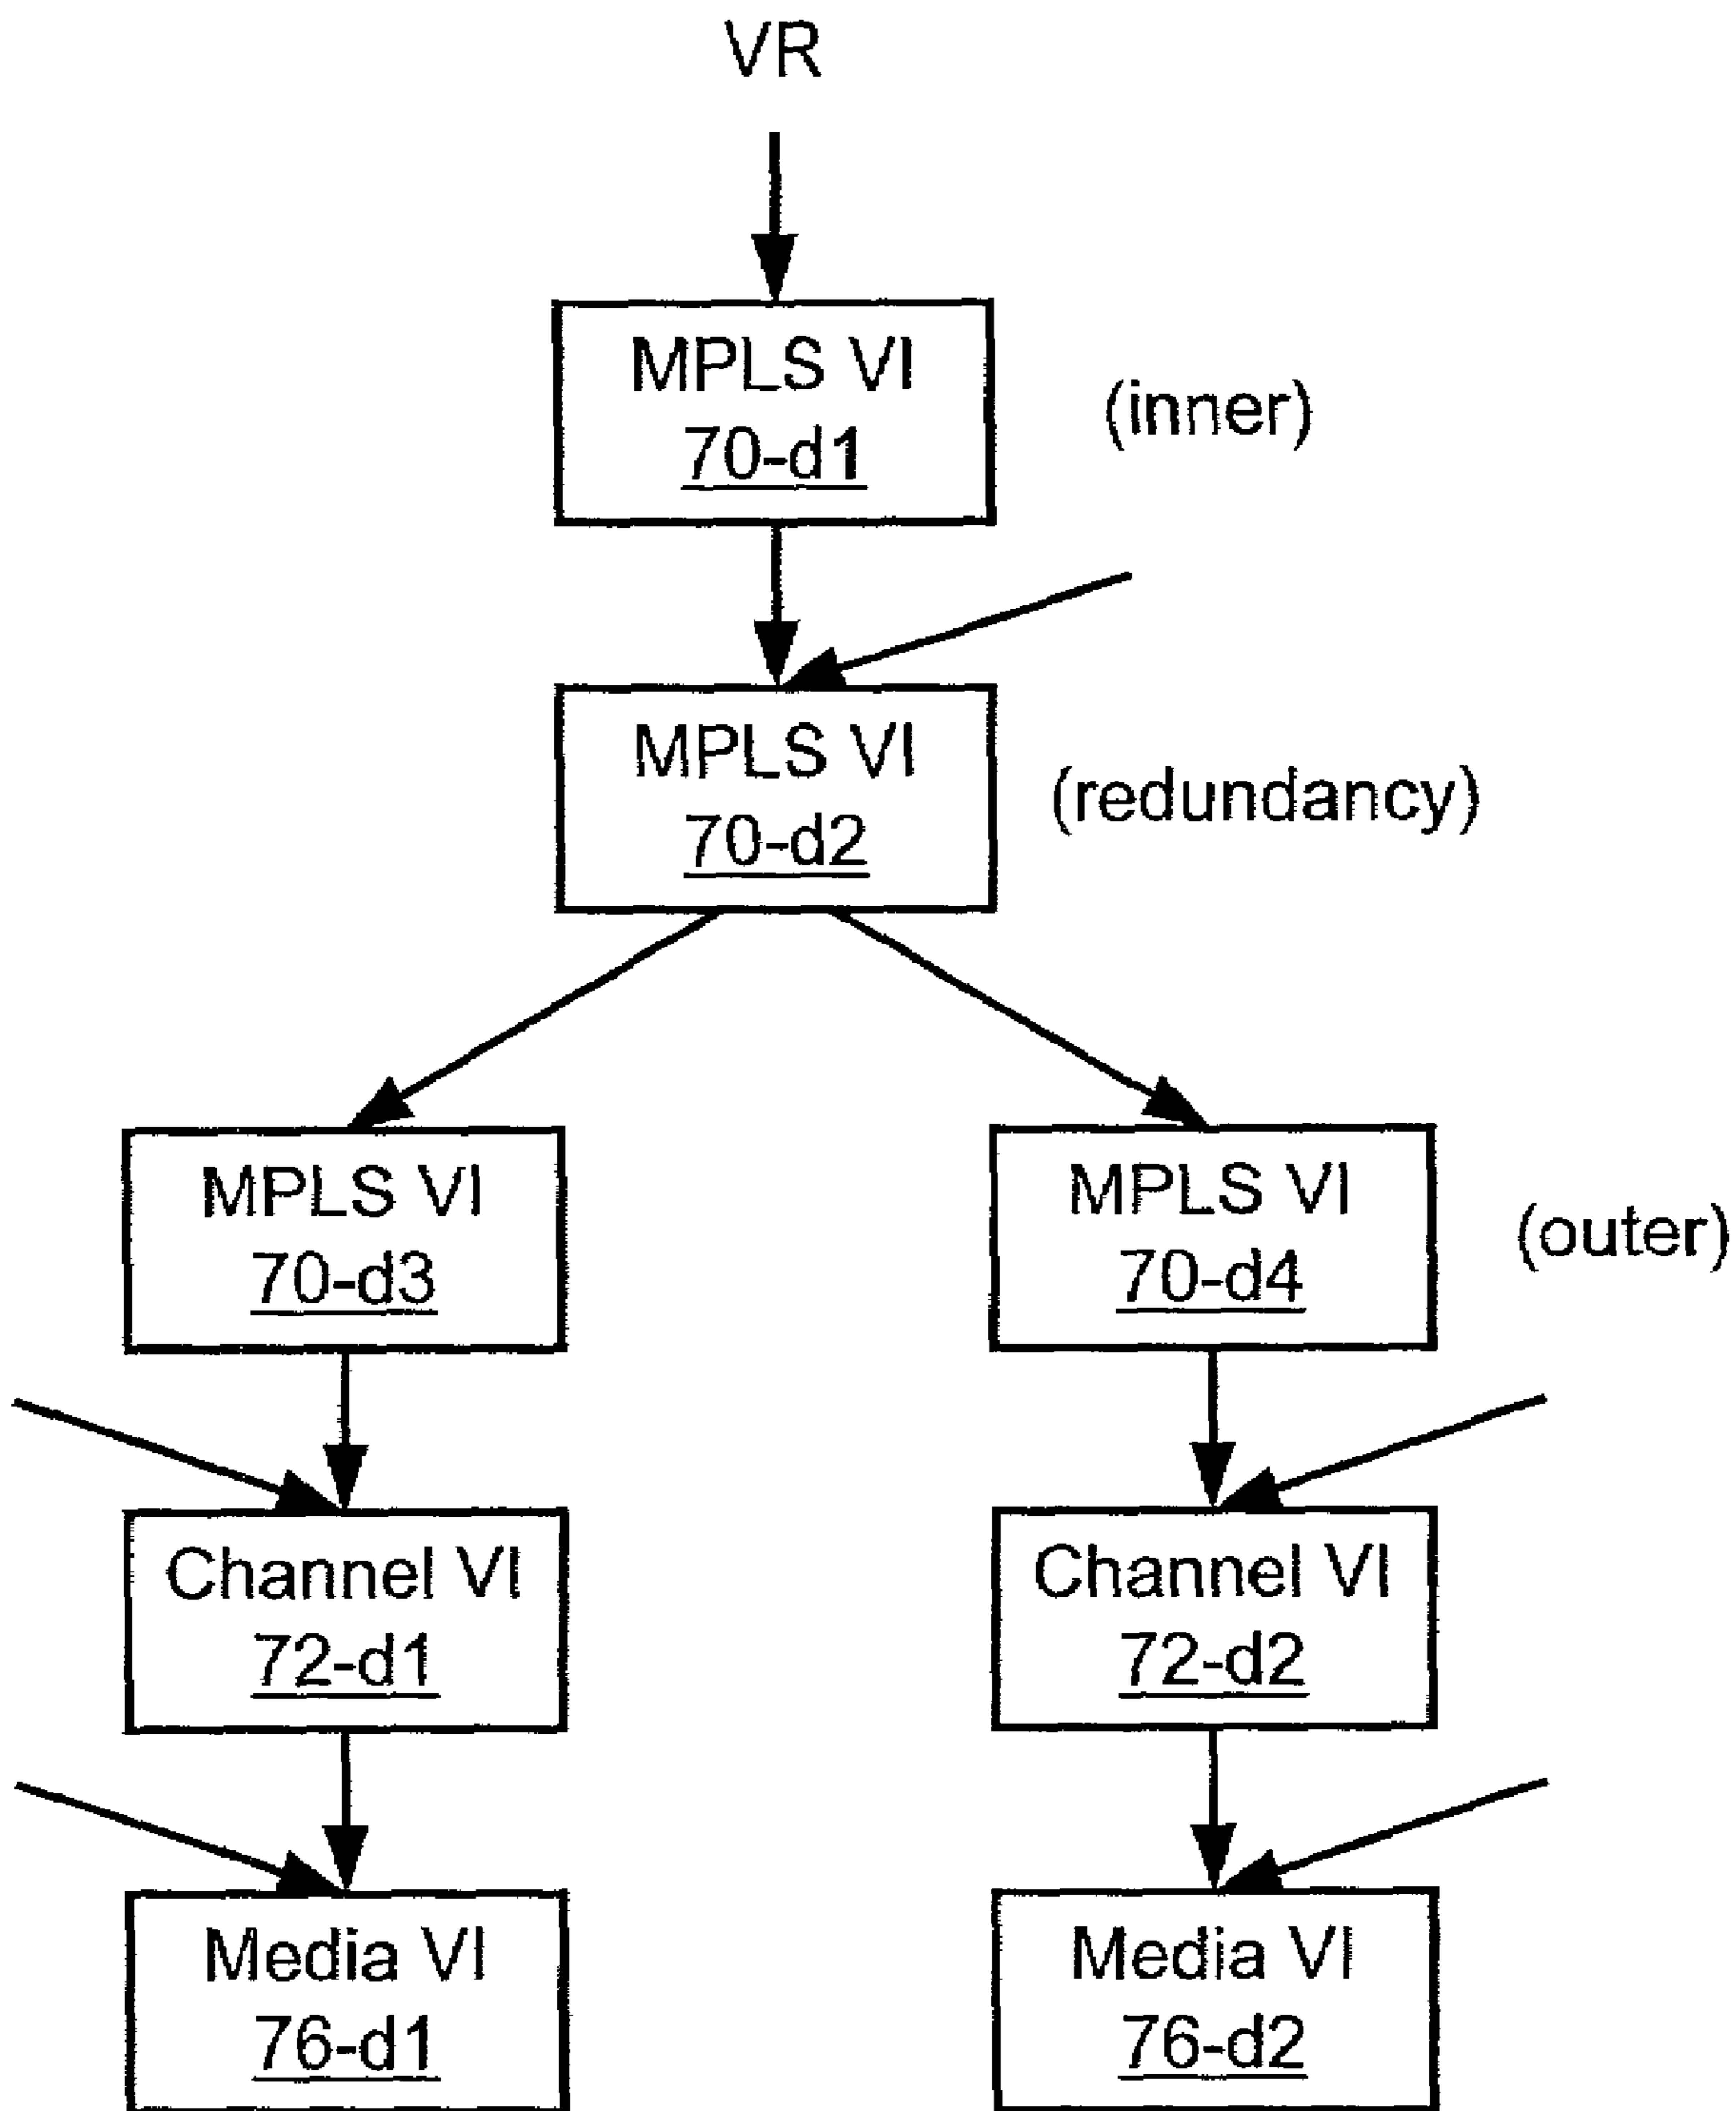 VR
MPLS VI
70-d1
(inner)
MPLS VI
70-d2
(redundancy)
MPLS VI
70-d3
MPLS VI
70-d4
(outer)
Channel VI
72-d1
Channel VI
72-d2
Media VI
76-d1
Media VI
76-d2